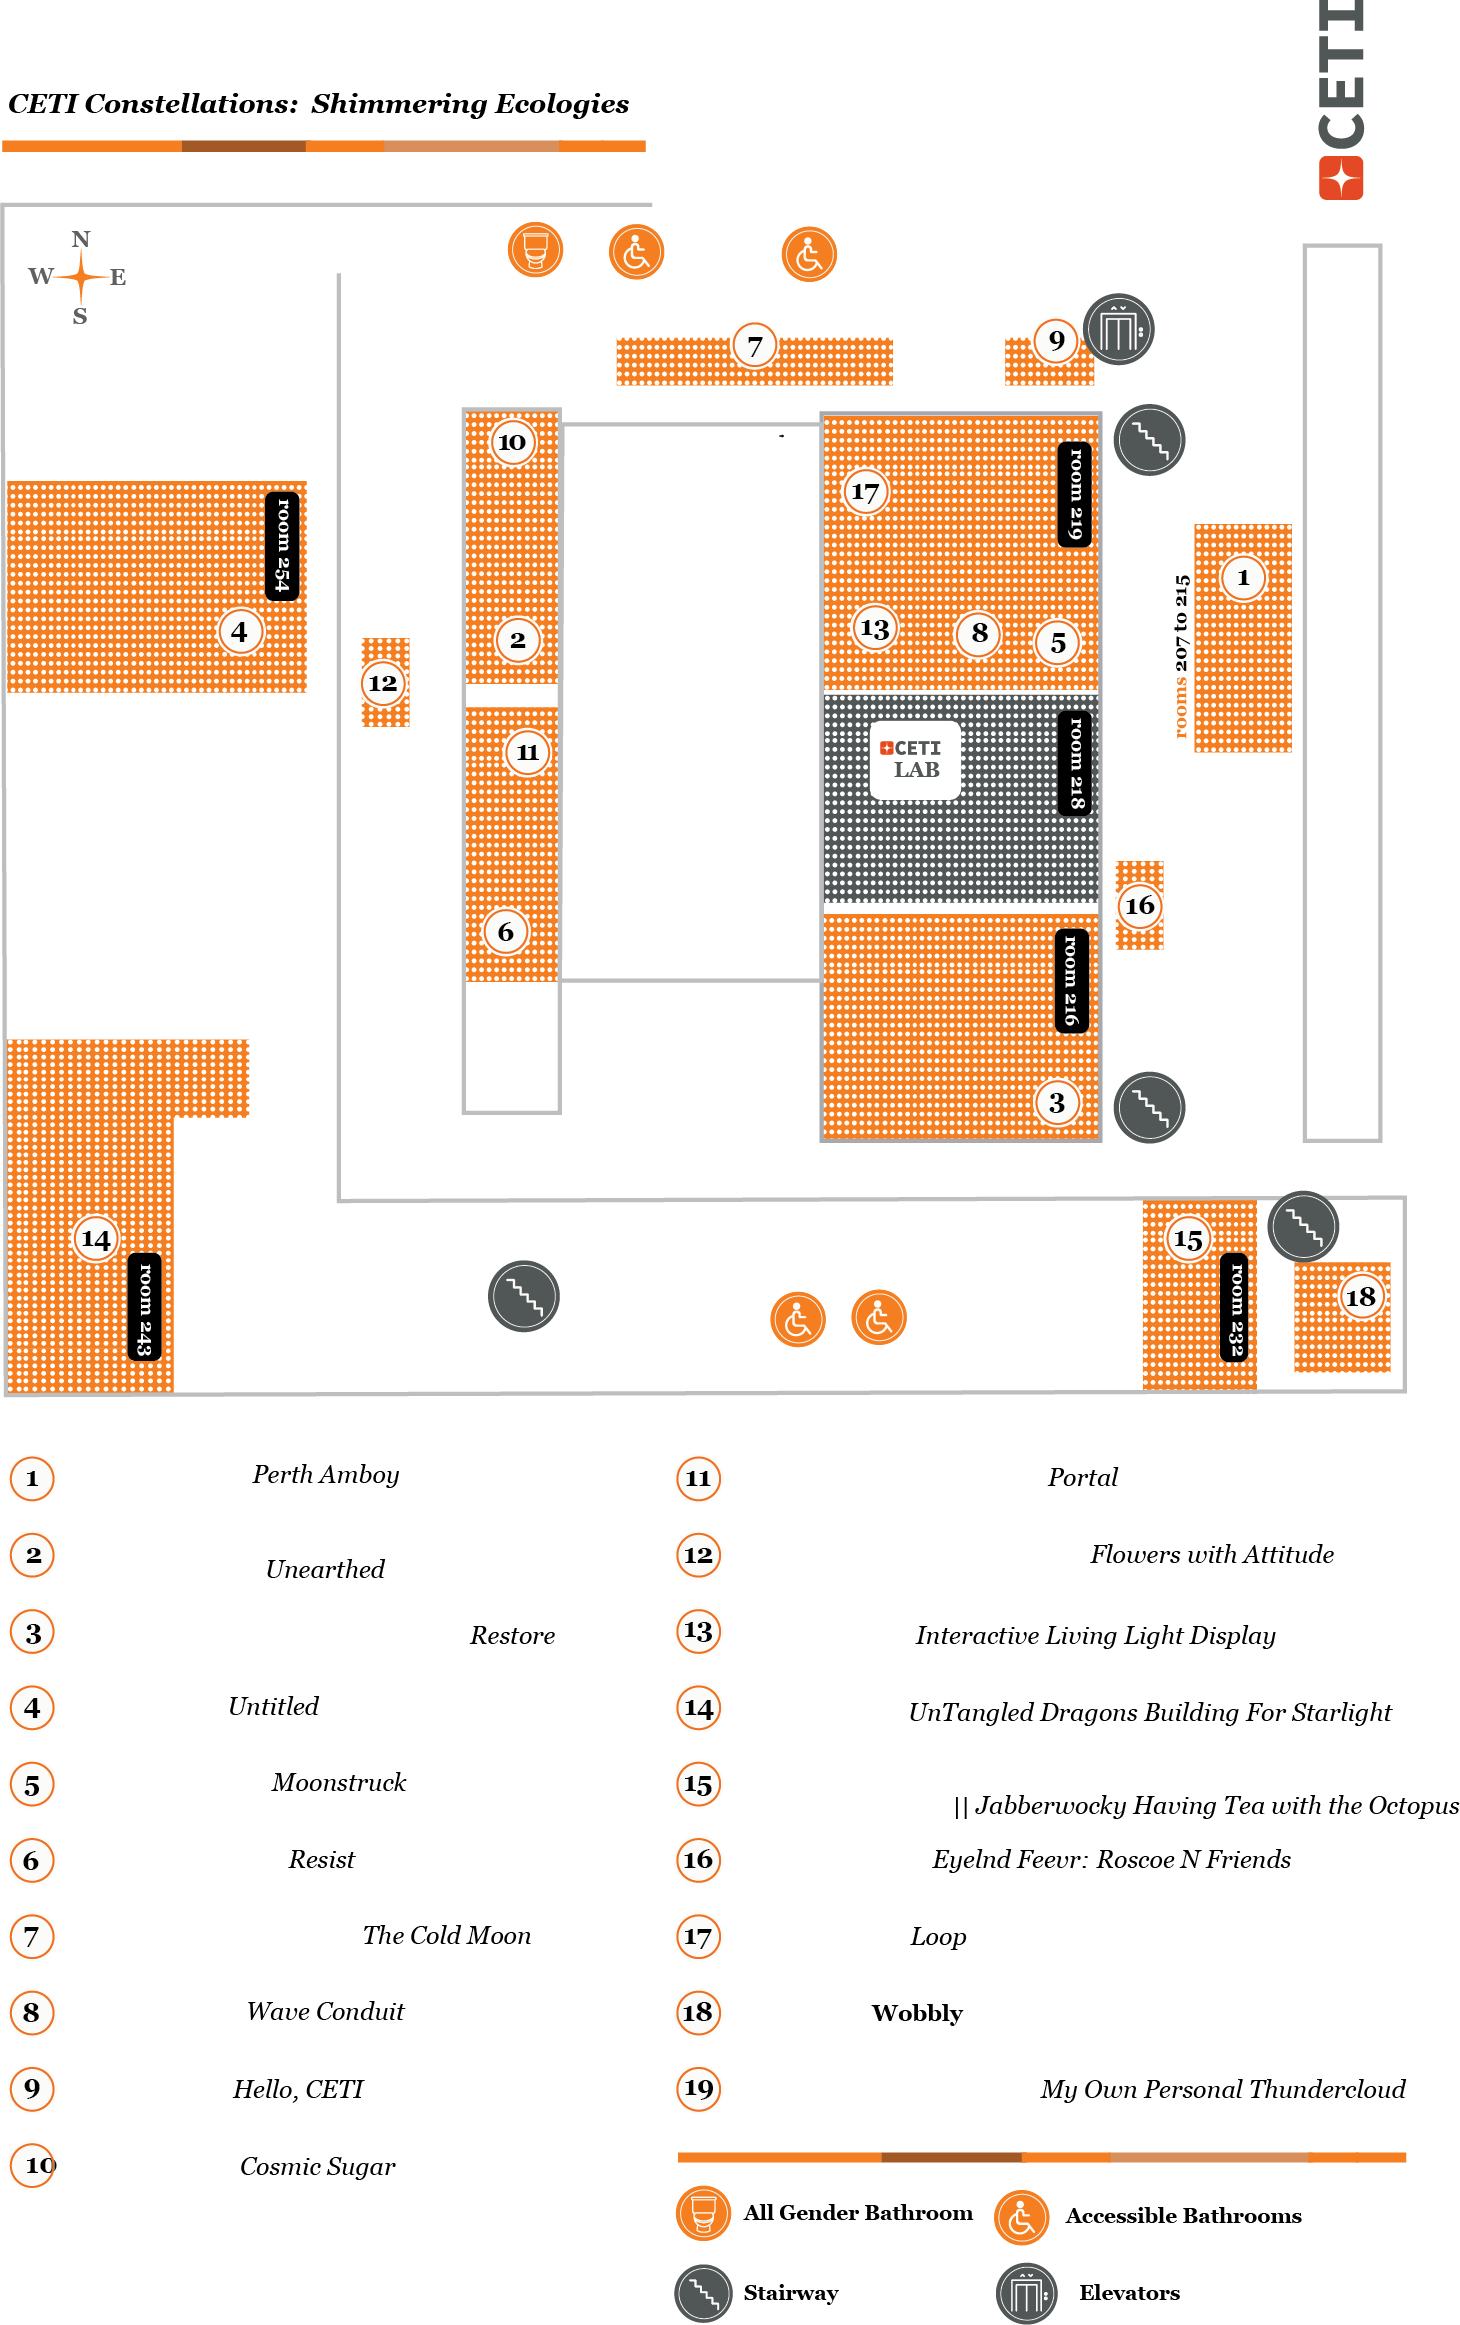 CETI
CETI Constellations: Shimmering Ecologies
N
W E
S
7
9
10
17
room 219
room 254
1
4
2
13
8
5
rooms 207 to 215
12
11
CETI
LAB
room 218
16
6
room 216
3
14
room 243
15
room 232
18
1 Perth Amboy
2 Unearthed
3 Restore
4 Untitled
5 Moonstruck
6 Resist
7 The Cold Moon
8 Wave Conduit
9 Hello, CETI
10 Cosmic Sugar
11 Portal
12 Flowers with Attitude
13 Interactive Living Light Display
14 UnTangled Dragons Building For Starlight
15 || Jabberwocky Having Tea with the Octopus
16 Eyelnd Feevr: Roscoe N Friends
17 Loop
18 Wobbly
19 My Own Personal Thundercloud
All Gender Bathroom
Accessible Bathrooms
Stairway
Elevators